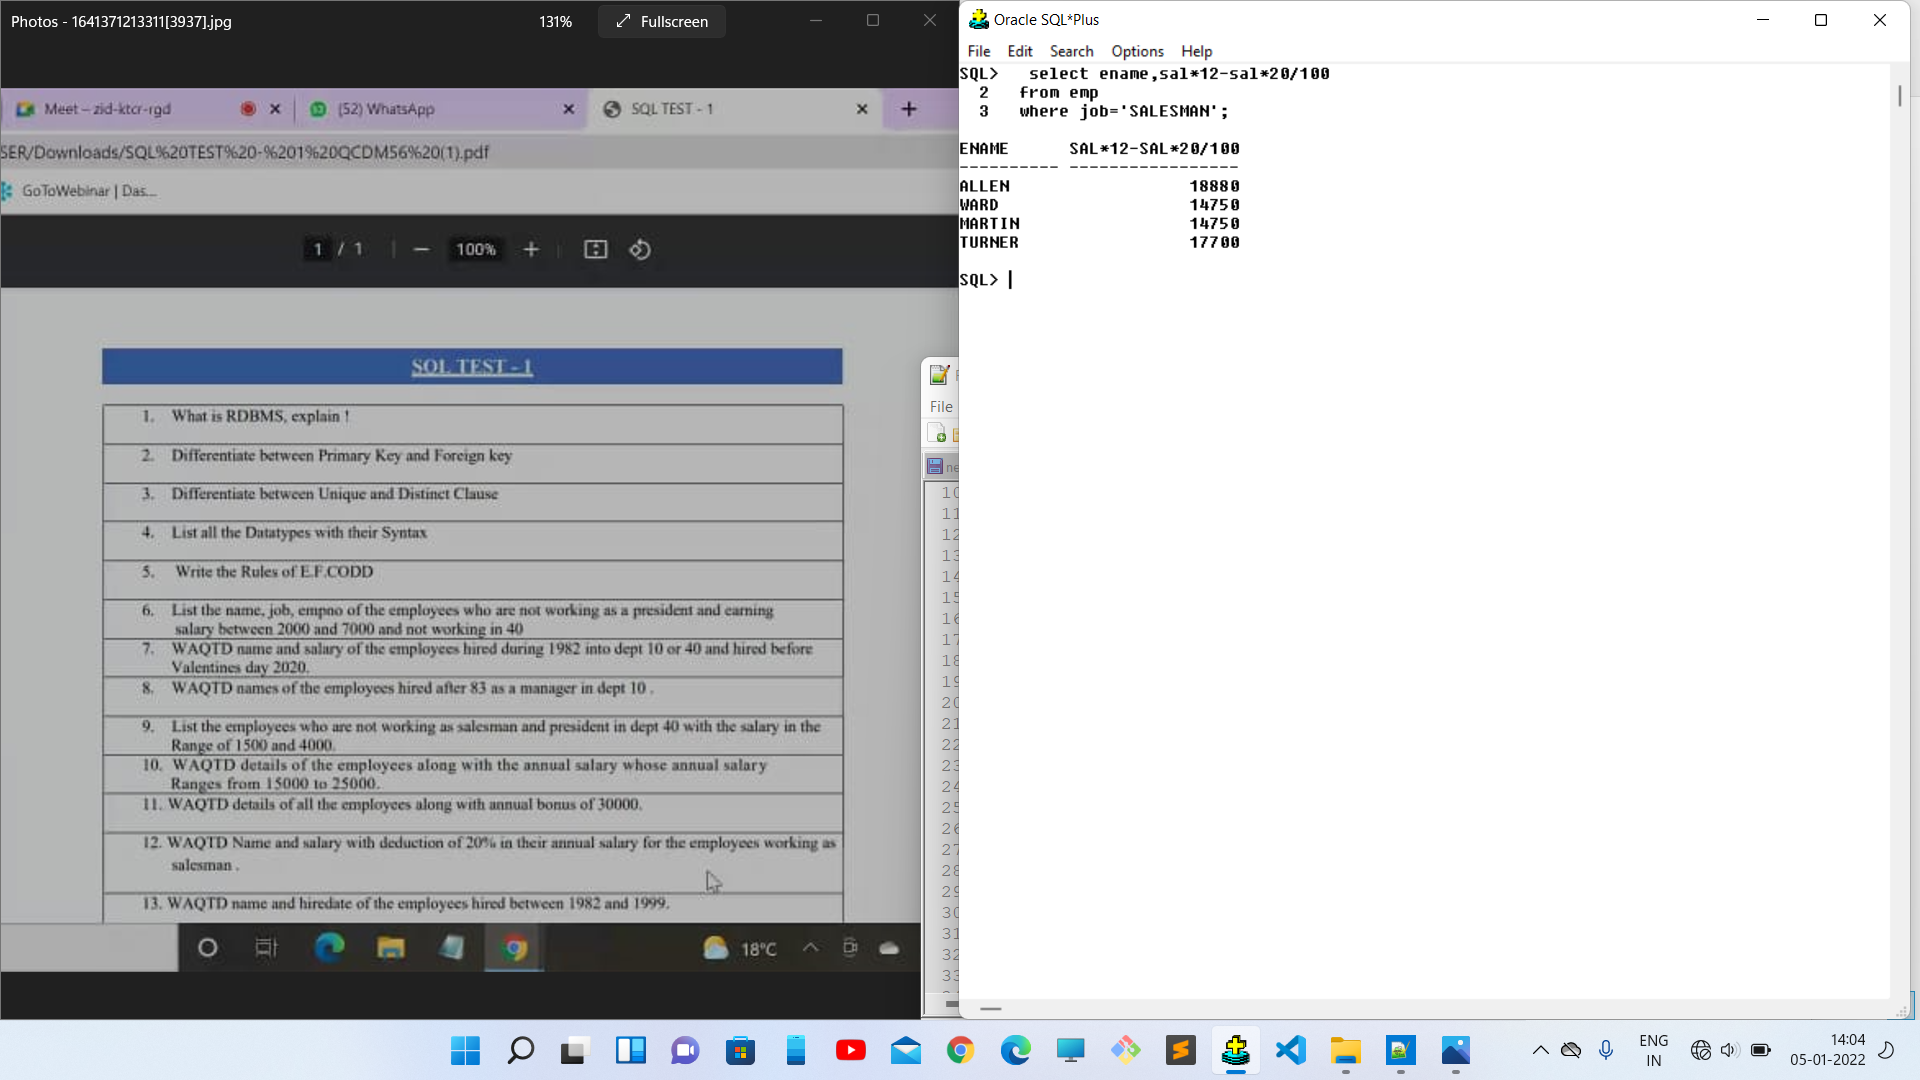 Photos - 1641371213311[3937].jpg
131%
Fullscreen
Meet – zid-ktcr-rgd
(52) WhatsApp
SQL TEST - 1
SER/Downloads/SQL%20TEST%20-%201%20QCDM56%20(1).pdf
GoToWebinar | Das...
1 / 1
100%
SQL TEST - 1
1. What is RDBMS, explain !
2. Differentiate between Primary Key and Foreign key
3. Differentiate between Unique and Distinct Clause
4. List all the Datatypes with their Syntax
5. Write the Rules of E.F.CODD
6. List the name, job, empno of the employees who are not working as a president and earning
salary between 2000 and 7000 and not working in 40
7. WAQTD name and salary of the employees hired during 1982 into dept 10 or 40 and hired before
Valentines day 2020.
8. WAQTD names of the employees hired after 83 as a manager in dept 10 .
9. List the employees who are not working as salesman and president in dept 40 with the salary in the
Range of 1500 and 4000.
10. WAQTD details of the employees along with the annual salary whose annual salary
Ranges from 15000 to 25000.
11. WAQTD details of all the employees along with annual bonus of 30000.
12. WAQTD Name and salary with deduction of 20% in their annual salary for the employees working as
salesman .
13. WAQTD name and hiredate of the employees hired between 1982 and 1999.
18°C
File
ne
10
11
12
13
14
15
16
17
18
19
20
21
22
23
24
25
26
27
28
29
30
31
32
33
Oracle SQL*Plus
File Edit Search Options Help
SQL>   select ename,sal*12-sal*20/100
  2   from emp
  3   where job='SALESMAN';
ENAME      SAL*12-SAL*20/100
---------- -----------------
ALLEN                  18880
WARD                   14750
MARTIN                 14750
TURNER                 17700
SQL>
ENG
IN
14:04
05-01-2022